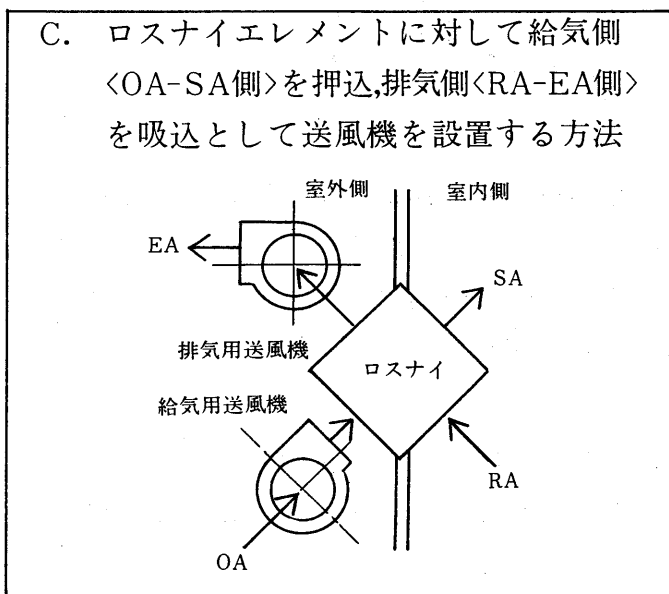 C. ロスナイエレメントに対して給気側
<OA-SA側>を押込,排気側<RA-EA側>
を吸込として送風機を設置する方法
室外側
室内側
EA
SA
排気用送風機
ロスナイ
給気用送風機
RA
OA